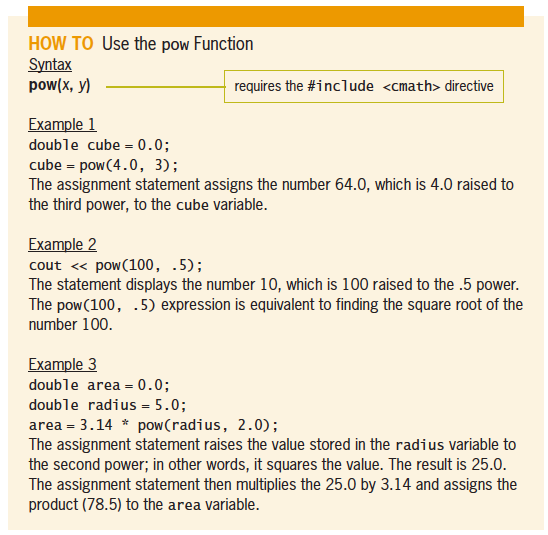 HOW TO Use the pow Function
Syntax
pow(x, y)
requires the #include <cmath> directive
Example 1
double cube = 0.0;
cube = pow(4.0, 3);
The assignment statement assigns the number 64.0, which is 4.0 raised to
the third power, to the cube variable.
Example 2
cout << pow(100, .5);
The statement displays the number 10, which is 100 raised to the .5 power.
The pow(100, .5) expression is equivalent to finding the square root of the
number 100.
Example 3
double area = 0.0;
double radius = 5.0;
area = 3.14 * pow(radius, 2.0);
The assignment statement raises the value stored in the radius variable to
the second power; in other words, it squares the value. The result is 25.0.
The assignment statement then multiplies the 25.0 by 3.14 and assigns the
product (78.5) to the area variable.